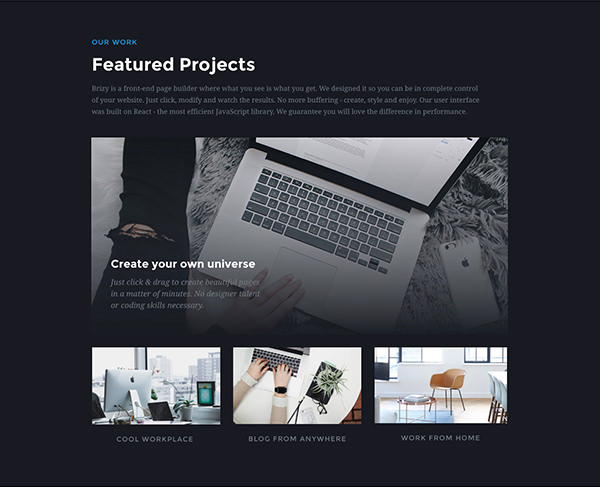 OUR WORK
Featured Projects
Brizy is a front-end page builder where what you see is what you get. We designed it so you can be in complete control
of your website. Just click, modify and watch the results. No more buffering - create, style and enjoy. Our user interface
was built on React - the most efficient JavaScript library. We guarantee you will love the difference in performance.
Create your own universe
Just click & drag to create beautiful pages
in a matter of minutes. No designer talent
or coding skills necessary.
COOL WORKPLACE
BLOG FROM ANYWHERE
WORK FROM HOME